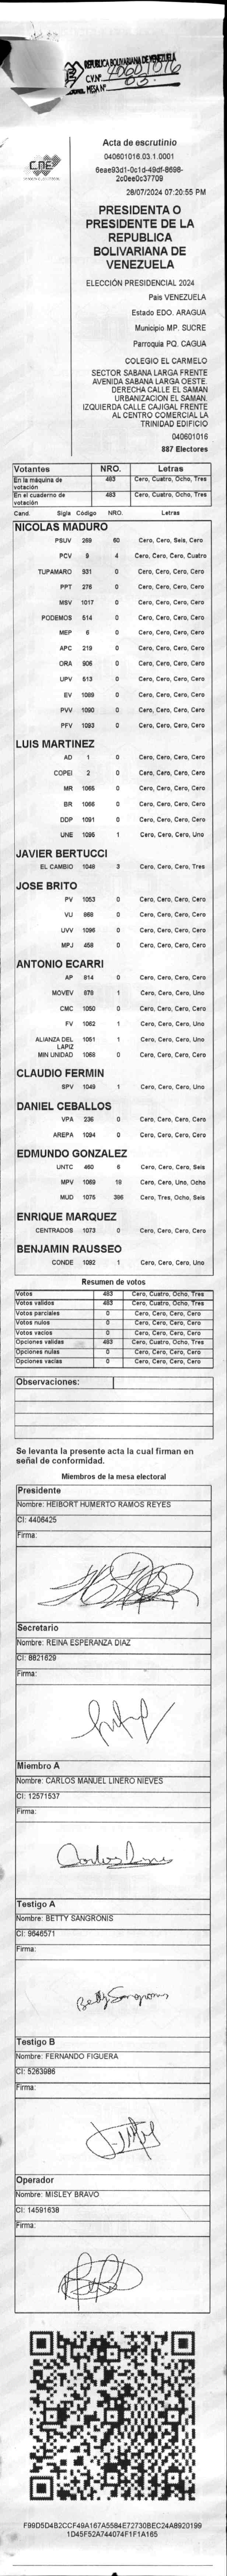 REPUBLICA BOLIVARIANA DE VENEZUELA
C.V.Nº 40601016
MESA Nº 03
CNE
Acta de escrutinio
040601016.03.1.0001
6eae93d1-0c1d-49df-8698-
2c0ee0c37709
28/07/2024 07:20:55 PM
PRESIDENTA O
PRESIDENTE DE LA
REPUBLICA
BOLIVARIANA DE
VENEZUELA
ELECCIÓN PRESIDENCIAL 2024
Pais VENEZUELA
Estado EDO. ARAGUA
Municipio MP. SUCRE
Parroquia PQ. CAGUA
COLEGIO EL CARMELO
SECTOR SABANA LARGA FRENTE
AVENIDA SABANA LARGA OESTE.
DERECHA CALLE EL SAMAN
URBANIZACION EL SAMAN.
IZQUIERDA CALLE CAJIGAL FRENTE
AL CENTRO COMERCIAL LA
TRINIDAD EDIFICIO
040601016
887 Electores
Votantes NRO. Letras
En la máquina de votación 483 Cero, Cuatro, Ocho, Tres
En el cuaderno de votación 483 Cero, Cuatro, Ocho, Tres
Cand. Sigla Código NRO. Letras
NICOLAS MADURO
PSUV 269 60 Cero, Cero, Seis, Cero
PCV 9 4 Cero, Cero, Cero, Cuatro
TUPAMARO 931 0 Cero, Cero, Cero, Cero
PPT 276 0 Cero, Cero, Cero, Cero
MSV 1017 0 Cero, Cero, Cero, Cero
PODEMOS 514 0 Cero, Cero, Cero, Cero
MEP 6 0 Cero, Cero, Cero, Cero
APC 219 0 Cero, Cero, Cero, Cero
ORA 906 0 Cero, Cero, Cero, Cero
UPV 513 0 Cero, Cero, Cero, Cero
EV 1089 0 Cero, Cero, Cero, Cero
PVV 1090 0 Cero, Cero, Cero, Cero
PFV 1093 0 Cero, Cero, Cero, Cero
LUIS MARTINEZ
AD 1 0 Cero, Cero, Cero, Cero
COPEI 2 0 Cero, Cero, Cero, Cero
MR 1065 0 Cero, Cero, Cero, Cero
BR 1066 0 Cero, Cero, Cero, Cero
DDP 1091 0 Cero, Cero, Cero, Cero
UNE 1095 1 Cero, Cero, Cero, Uno
JAVIER BERTUCCI
EL CAMBIO 1048 3 Cero, Cero, Cero, Tres
JOSE BRITO
PV 1053 0 Cero, Cero, Cero, Cero
VU 868 0 Cero, Cero, Cero, Cero
UVV 1096 0 Cero, Cero, Cero, Cero
MPJ 458 0 Cero, Cero, Cero, Cero
ANTONIO ECARRI
AP 814 0 Cero, Cero, Cero, Cero
MOVEV 879 1 Cero, Cero, Cero, Uno
CMC 1050 0 Cero, Cero, Cero, Cero
FV 1062 1 Cero, Cero, Cero, Uno
ALIANZA DEL LAPIZ 1051 1 Cero, Cero, Cero, Uno
MIN UNIDAD 1068 0 Cero, Cero, Cero, Cero
CLAUDIO FERMIN
SPV 1049 1 Cero, Cero, Cero, Uno
DANIEL CEBALLOS
VPA 236 0 Cero, Cero, Cero, Cero
AREPA 1094 0 Cero, Cero, Cero, Cero
EDMUNDO GONZALEZ
UNTC 460 6 Cero, Cero, Cero, Seis
MPV 1069 18 Cero, Cero, Uno, Ocho
MUD 1075 386 Cero, Tres, Ocho, Seis
ENRIQUE MARQUEZ
CENTRADOS 1073 0 Cero, Cero, Cero, Cero
BENJAMIN RAUSSEO
CONDE 1092 1 Cero, Cero, Cero, Uno
Resumen de votos
Votos 483 Cero, Cuatro, Ocho, Tres
Votos validos 483 Cero, Cuatro, Ocho, Tres
Votos parciales 0 Cero, Cero, Cero, Cero
Votos nulos 0 Cero, Cero, Cero, Cero
Votos vacios 0 Cero, Cero, Cero, Cero
Opciones validas 483 Cero, Cuatro, Ocho, Tres
Opciones nulas 0 Cero, Cero, Cero, Cero
Opciones vacias 0 Cero, Cero, Cero, Cero
Observaciones:
Se levanta la presente acta la cual firman en
señal de conformidad.
Miembros de la mesa electoral
Presidente
Nombre: HEIBORT HUMERTO RAMOS REYES
CI: 4406425
Firma:
Secretario
Nombre: REINA ESPERANZA DIAZ
CI: 8821629
Firma:
Miembro A
Nombre: CARLOS MANUEL LINERO NIEVES
CI: 12571537
Firma:
Testigo A
Nombre: BETTY SANGRONIS
CI: 9646571
Firma:
Betty Sangronis
Testigo B
Nombre: FERNANDO FIGUERA
CI: 5263986
Firma:
Operador
Nombre: MISLEY BRAVO
CI: 14591638
Firma:
F99D5D4B2CCF49A167A5584E72730BEC24A8920199
1D45F52A744074F1F1A165